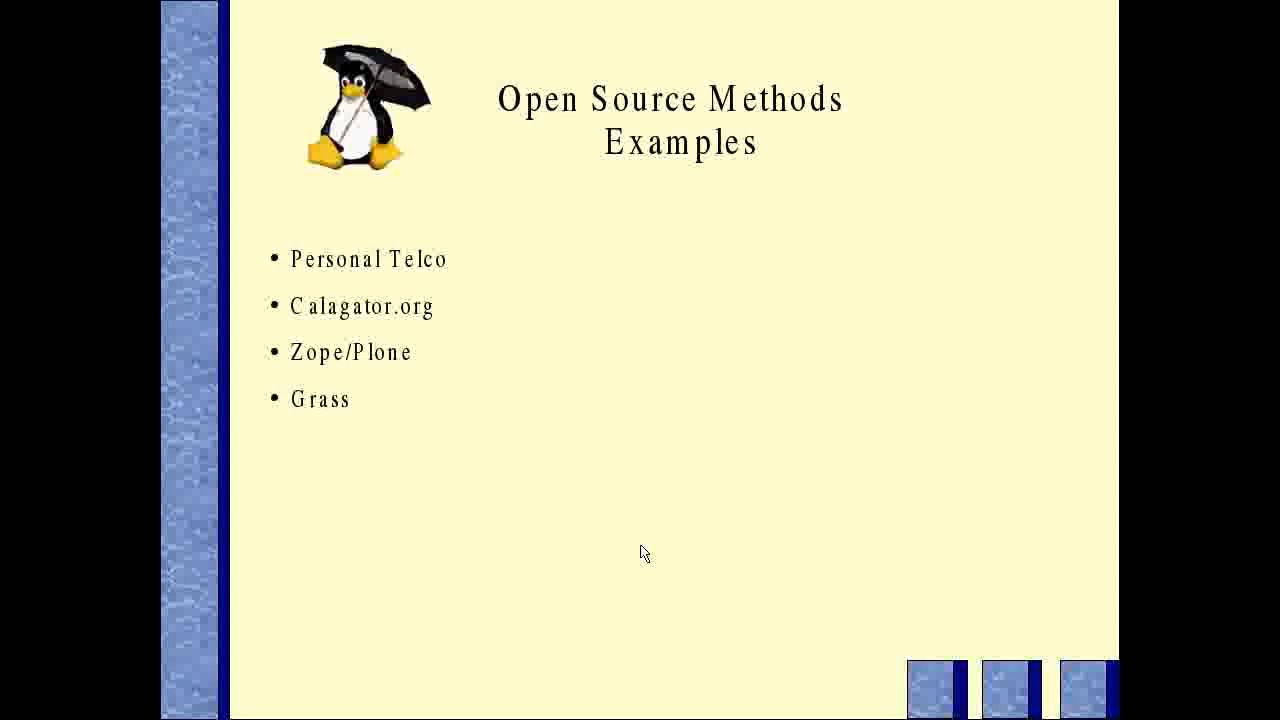 Open Source Methods
Examples
• Personal Telco
• Calagator.org
• Zope/Plone
• Grass